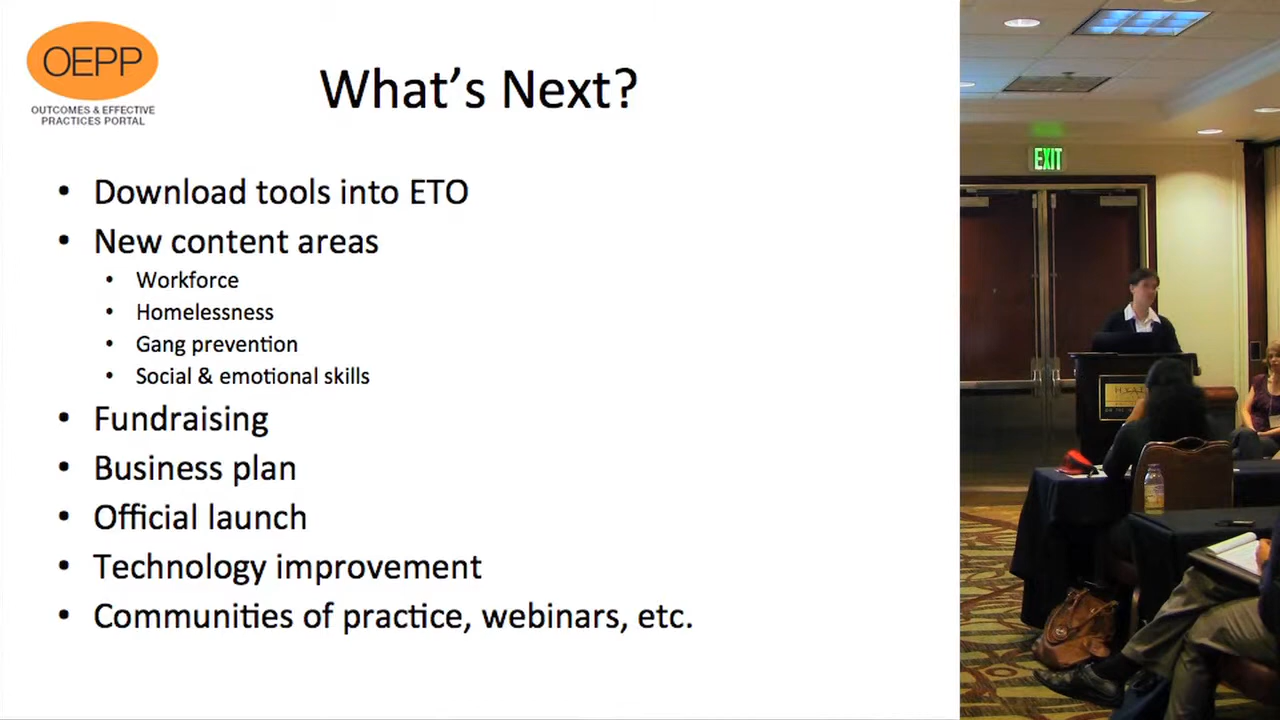 OEPP
OUTCOMES & EFFECTIVE
PRACTICES PORTAL
What's Next?
• Download tools into ETO
• New content areas
• Workforce
• Homelessness
• Gang prevention
• Social & emotional skills
• Fundraising
• Business plan
• Official launch
• Technology improvement
• Communities of practice, webinars, etc.
EXIT